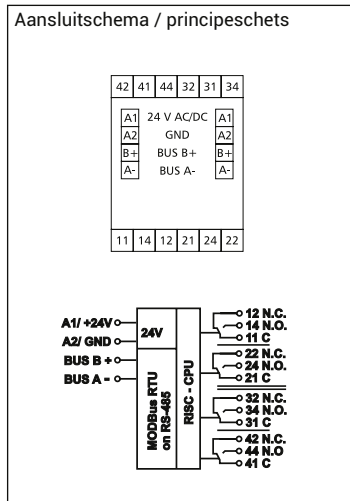 Aansluitschema / principeschets
42 41 44 32 31 34
A1 24 V AC/DC A1
A2 GND A2
B+ BUS B+ B+
A- BUS A- A-
11 14 12 21 24 22
A1/ +24V
A2/ GND
BUS B +
BUS A -
24V
MODBus RTU
on RS-485
RISC - CPU
12 N.C.
14 N.O.
11 C
22 N.C.
24 N.O.
21 C
32 N.C.
34 N.O.
31 C
42 N.C.
44 N.O
41 C